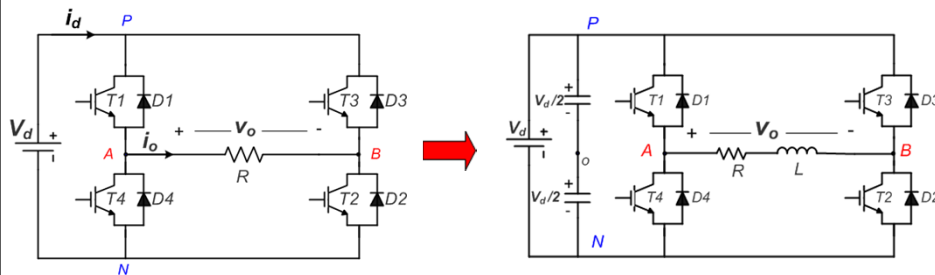 i_d
P
V_d
+
-
T1
D1
T3
D3
+
v_o
-
A
i_o
R
B
T4
D4
T2
D2
N
P
V_d
+
-
+
V_d/2
-
o
+
V_d/2
-
T1
D1
T3
D3
+
v_o
-
A
R
L
B
T4
D4
T2
D2
N